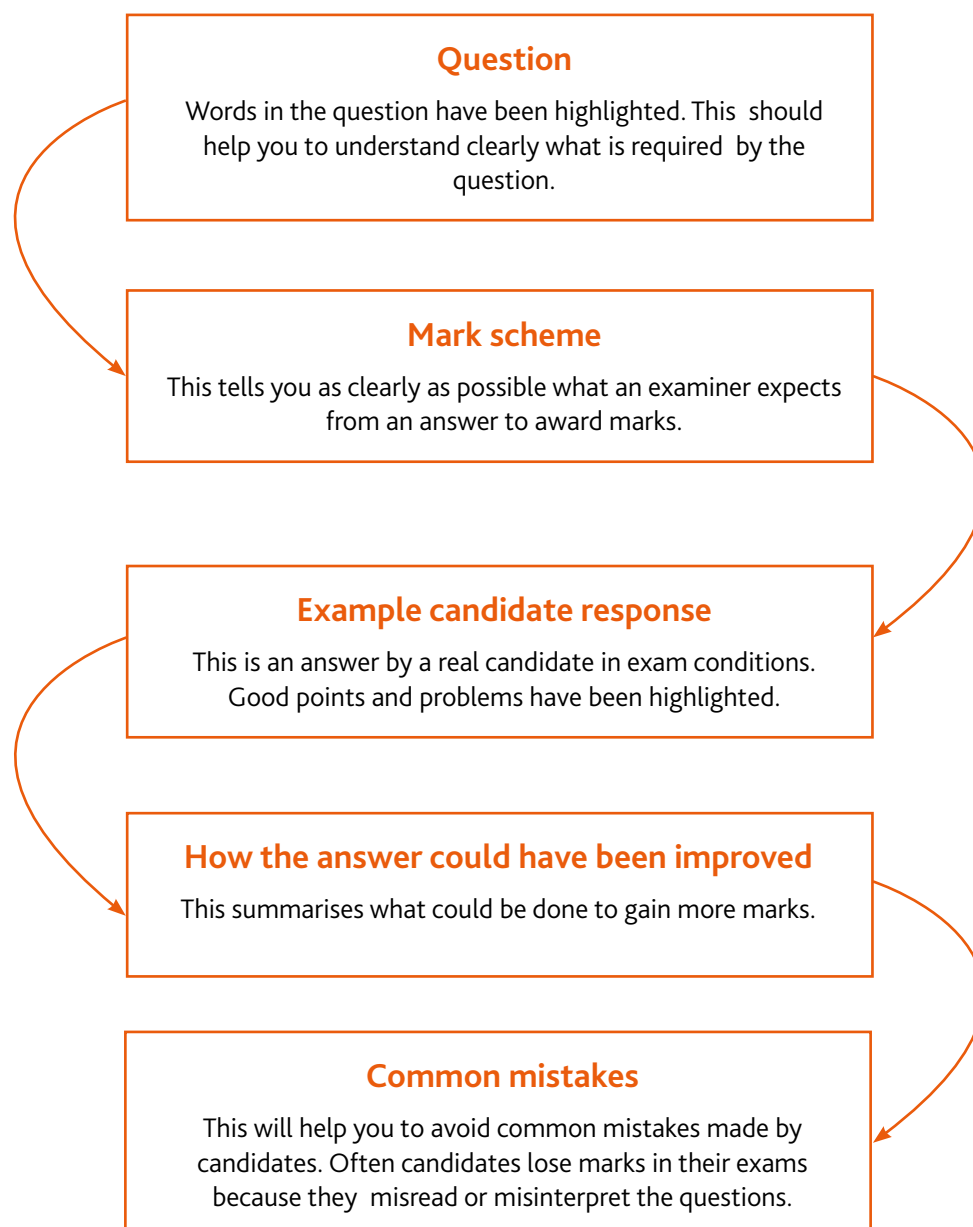 Question
Words in the question have been highlighted. This  should
help you to understand clearly what is required  by the
question.
Mark scheme
This tells you as clearly as possible what an examiner expects
from an answer to award marks.
Example candidate response
This is an answer by a real candidate in exam conditions.
Good points and problems have been highlighted.
How the answer could have been improved
This summarises what could be done to gain more marks.
Common mistakes
This will help you to avoid common mistakes made by
candidates. Often candidates lose marks in their exams
because they  misread or misinterpret the questions.